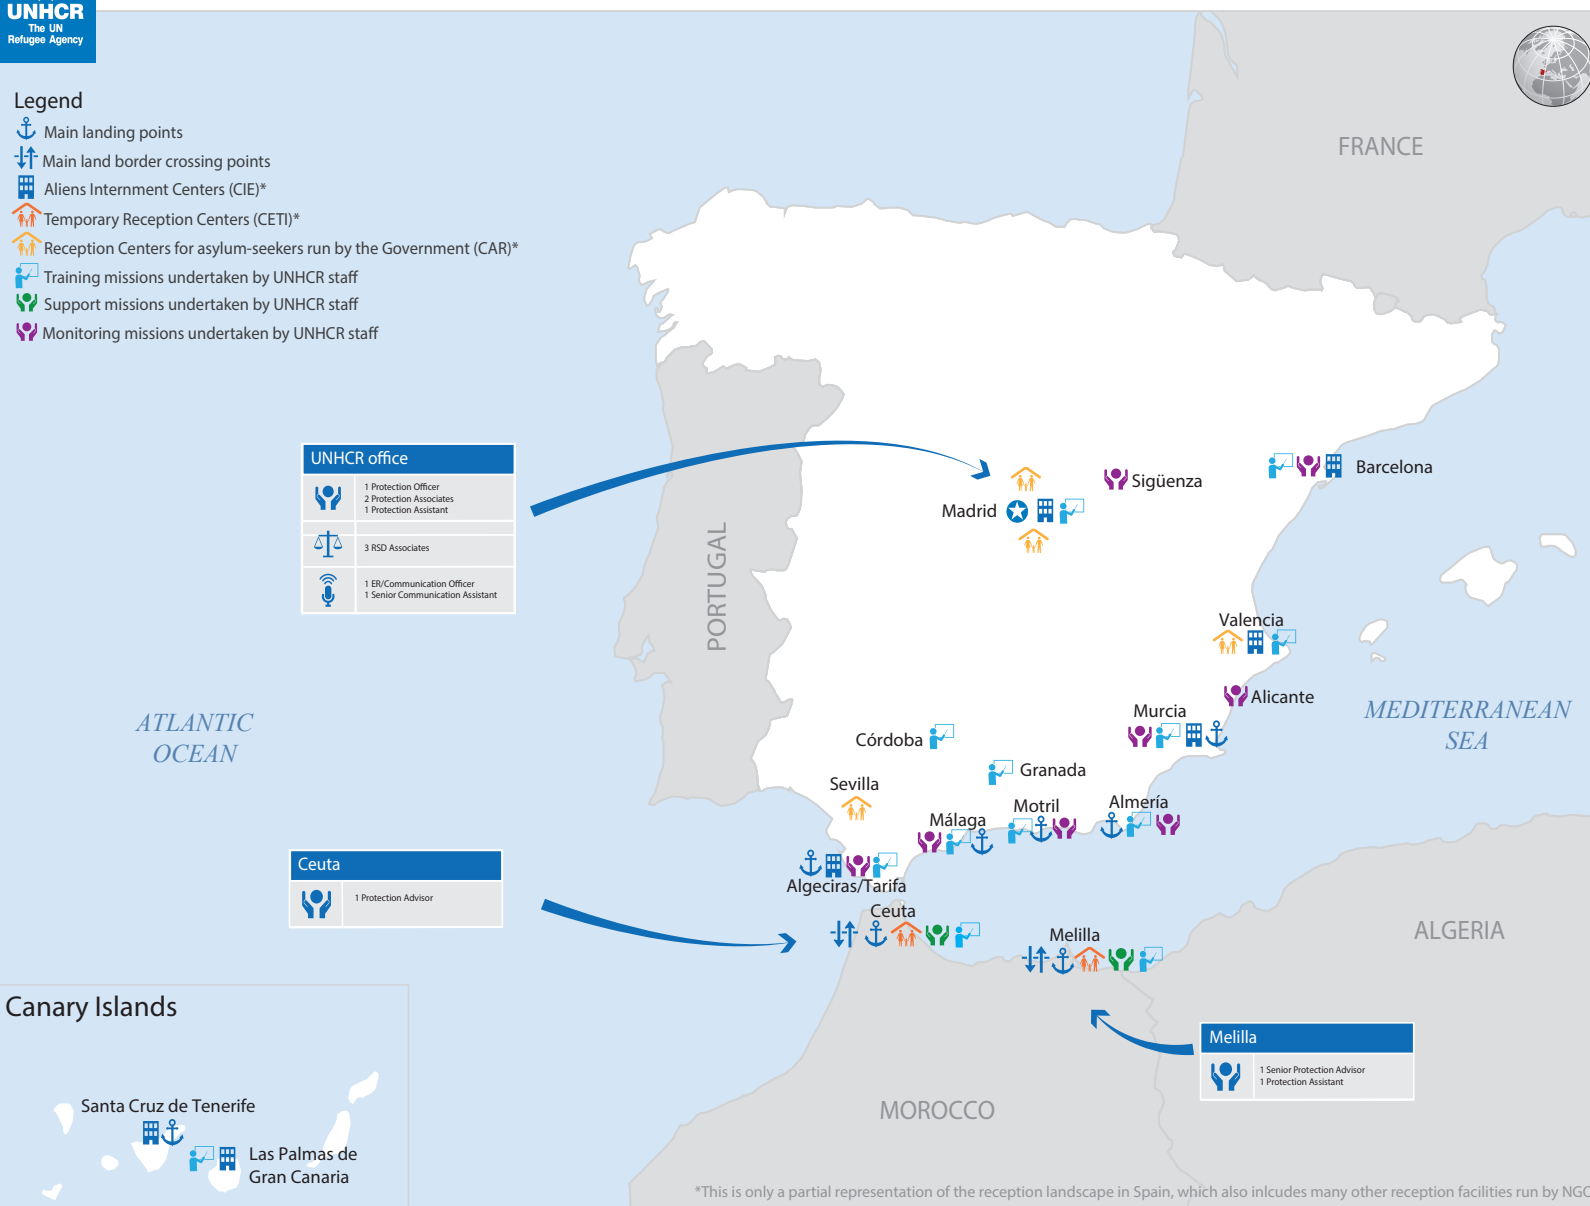 UNHCR
The UN
Refugee Agency
Legend
Main landing points
Main land border crossing points
Aliens Internment Centers (CIE)*
Temporary Reception Centers (CETI)*
Reception Centers for asylum-seekers run by the Government (CAR)*
Training missions undertaken by UNHCR staff
Support missions undertaken by UNHCR staff
Monitoring missions undertaken by UNHCR staff
FRANCE
UNHCR office
1 Protection Officer
2 Protection Associates
1 Protection Assistant
3 RSD Associates
1 ER/Communication Officer
1 Senior Communication Assistant
Barcelona
Sigüenza
Madrid
PORTUGAL
Valencia
Alicante
Murcia
ATLANTIC
OCEAN
MEDITERRANEAN
SEA
Córdoba
Granada
Sevilla
Motril
Almería
Málaga
Algeciras/Tarifa
Ceuta
1 Protection Advisor
Ceuta
Melilla
ALGERIA
Canary Islands
Melilla
1 Senior Protection Advisor
1 Protection Assistant
Santa Cruz de Tenerife
Las Palmas de
Gran Canaria
MOROCCO
*This is only a partial representation of the reception landscape in Spain, which also inlcudes many other reception facilities run by NGO